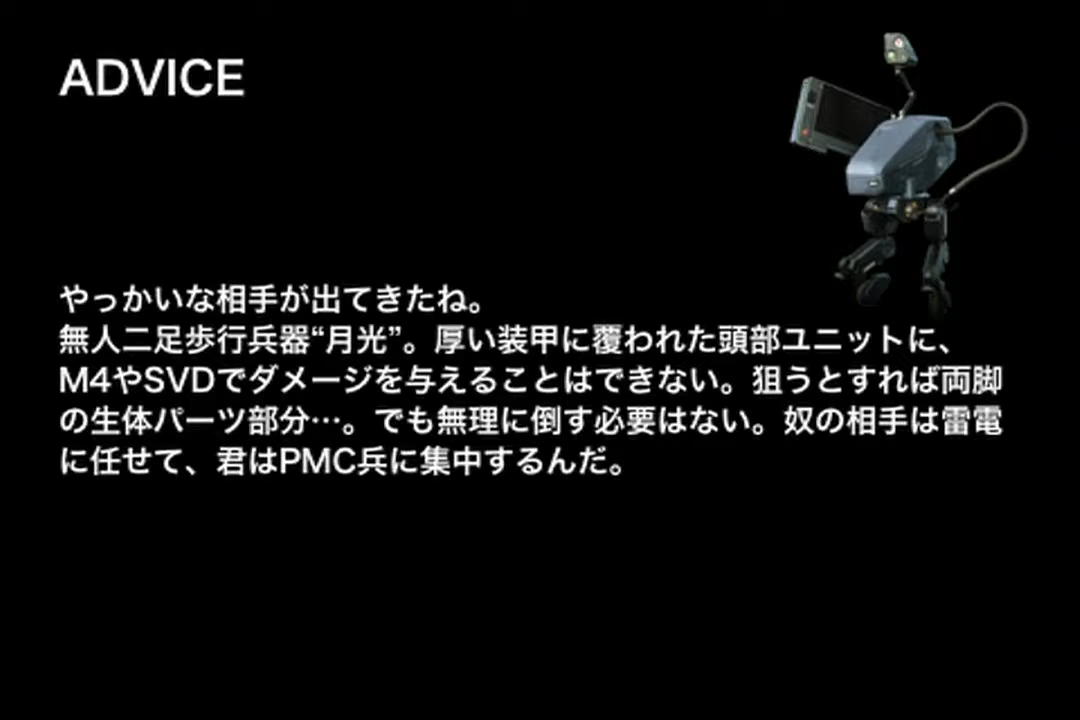 ADVICE
やっかいな相手が出てきたね。
無人二足歩行兵器“月光”。厚い装甲に覆われた頭部ユニットに、
M4やSVDでダメージを与えることはできない。狙うとすれば両脚
の生体パーツ部分…。でも無理に倒す必要はない。奴の相手は雷電
に任せて、君はPMC兵に集中するんだ。